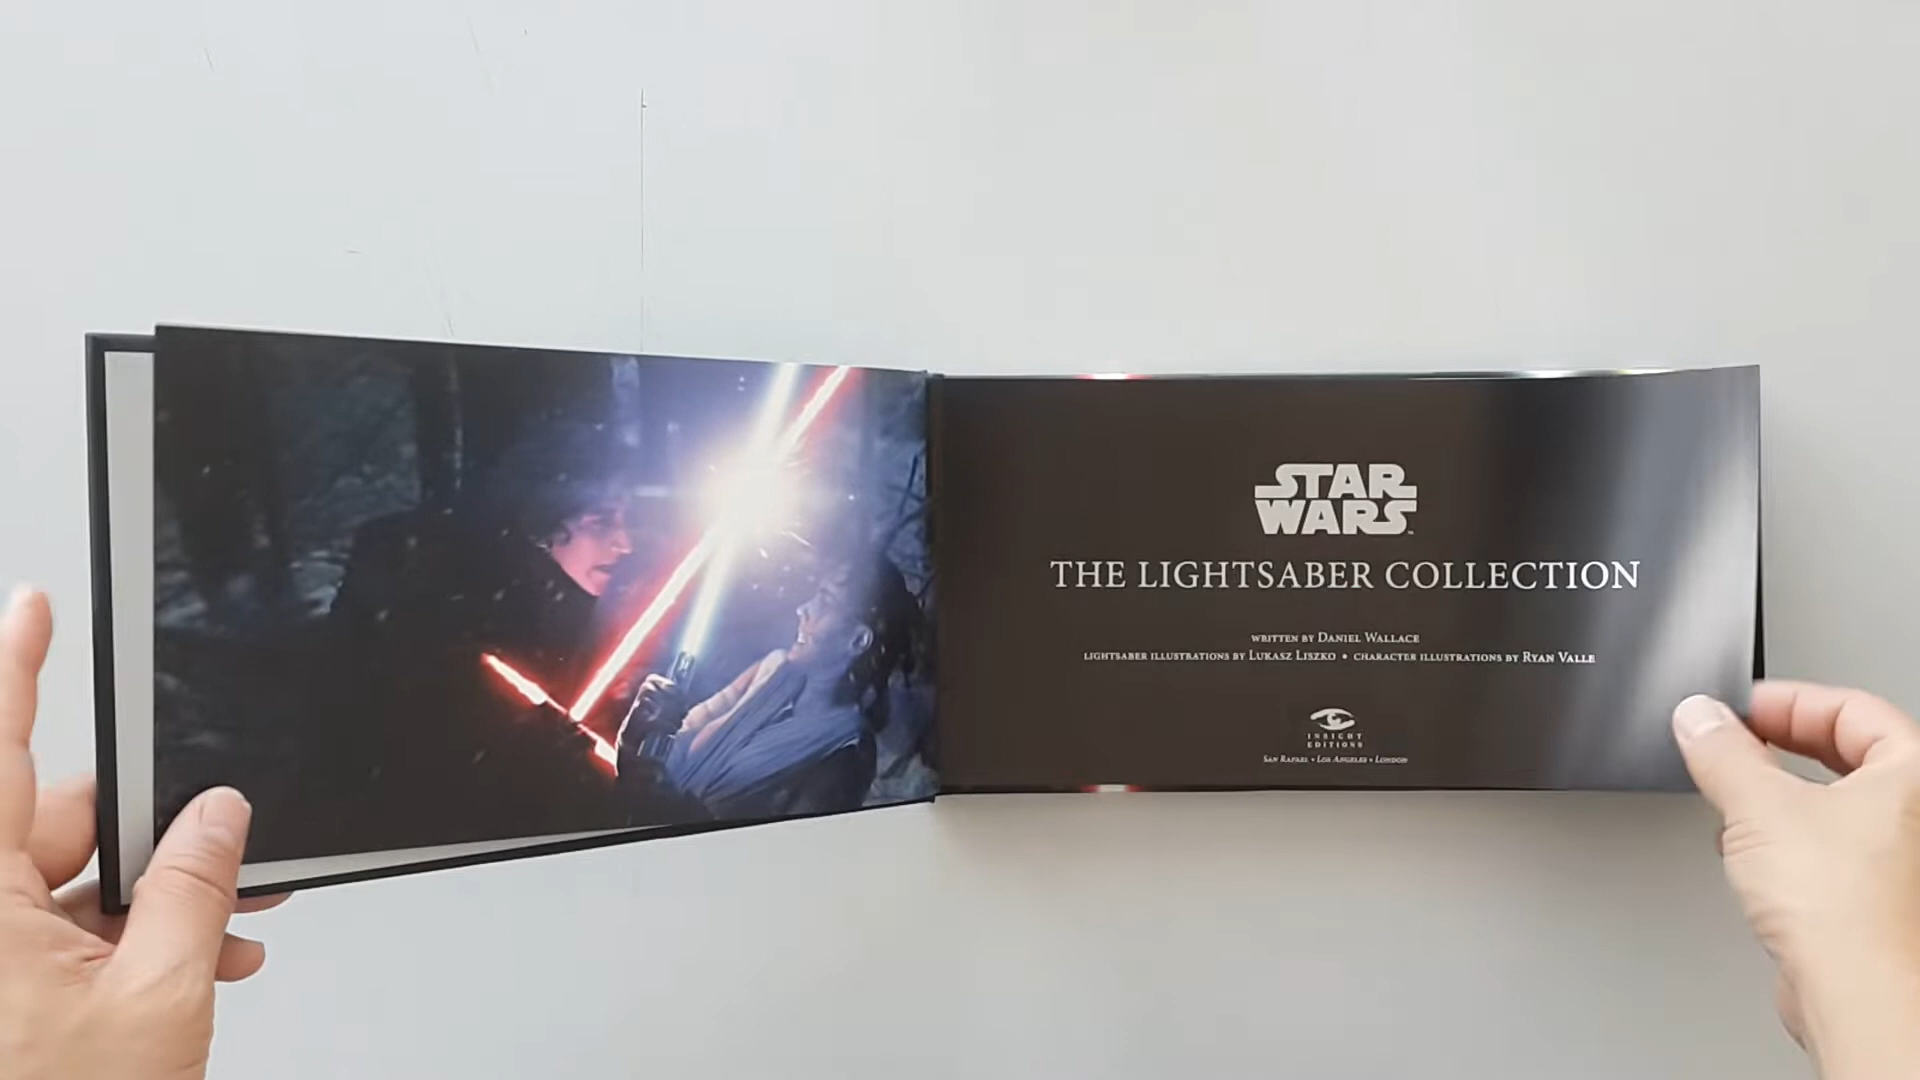 STAR
WARS
THE LIGHTSABER COLLECTION
WRITTEN BY DANIEL WALLACE
LIGHTSABER ILLUSTRATIONS BY LUKASZ LISZKO • CHARACTER ILLUSTRATIONS BY RYAN VALLE
INSIGHT
EDITIONS
SAN RAFAEL • LOS ANGELES • LONDON